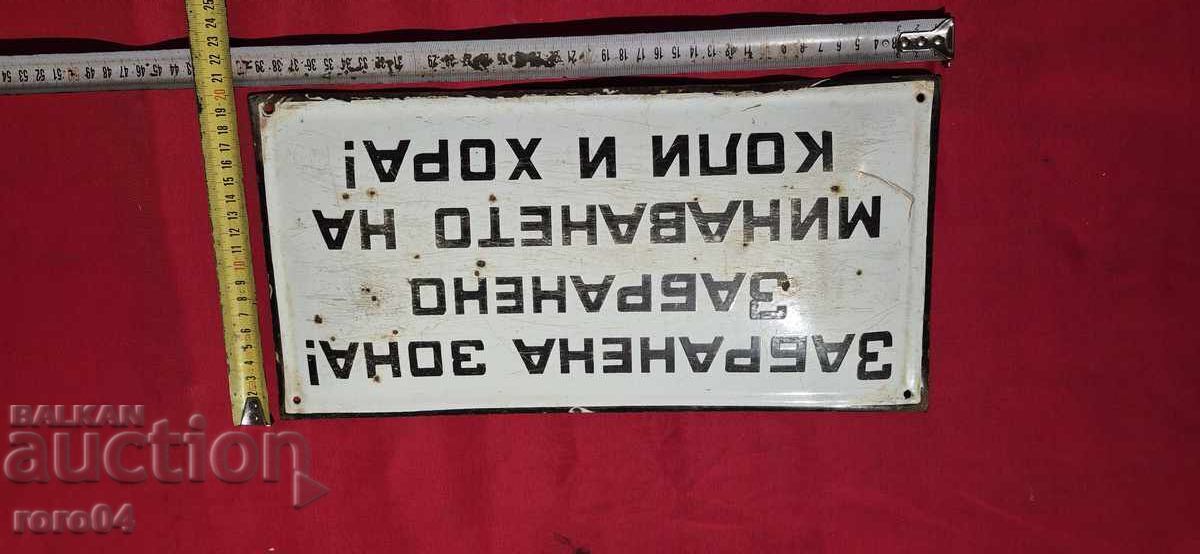 ЗАБРАНЕНА ЗОНА!
ЗАБРАНЕНО
МИНАВАНЕТО НА
КОЛИ И ХОРА!
BALKAN
auction
roro04